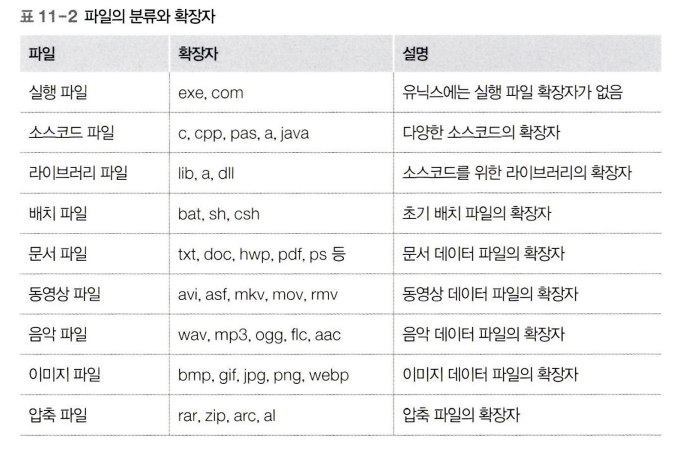 표 11-2 파일의 분류와 확장자
파일 확장자 설명
실행 파일 exe, com 유닉스에는 실행 파일 확장자가 없음
소스코드 파일 c, cpp, pas, a, java 다양한 소스코드의 확장자
라이브러리 파일 lib, a, dll 소스코드를 위한 라이브러리의 확장자
배치 파일 bat, sh, csh 초기 배치 파일의 확장자
문서 파일 txt, doc, hwp, pdf, ps 등 문서 데이터 파일의 확장자
동영상 파일 avi, asf, mkv, mov, rmv 동영상 데이터 파일의 확장자
음악 파일 wav, mp3, ogg, flc, aac 음악 데이터 파일의 확장자
이미지 파일 bmp, gif, jpg, png, webp 이미지 데이터 파일의 확장자
압축 파일 rar, zip, arc, al 압축 파일의 확장자